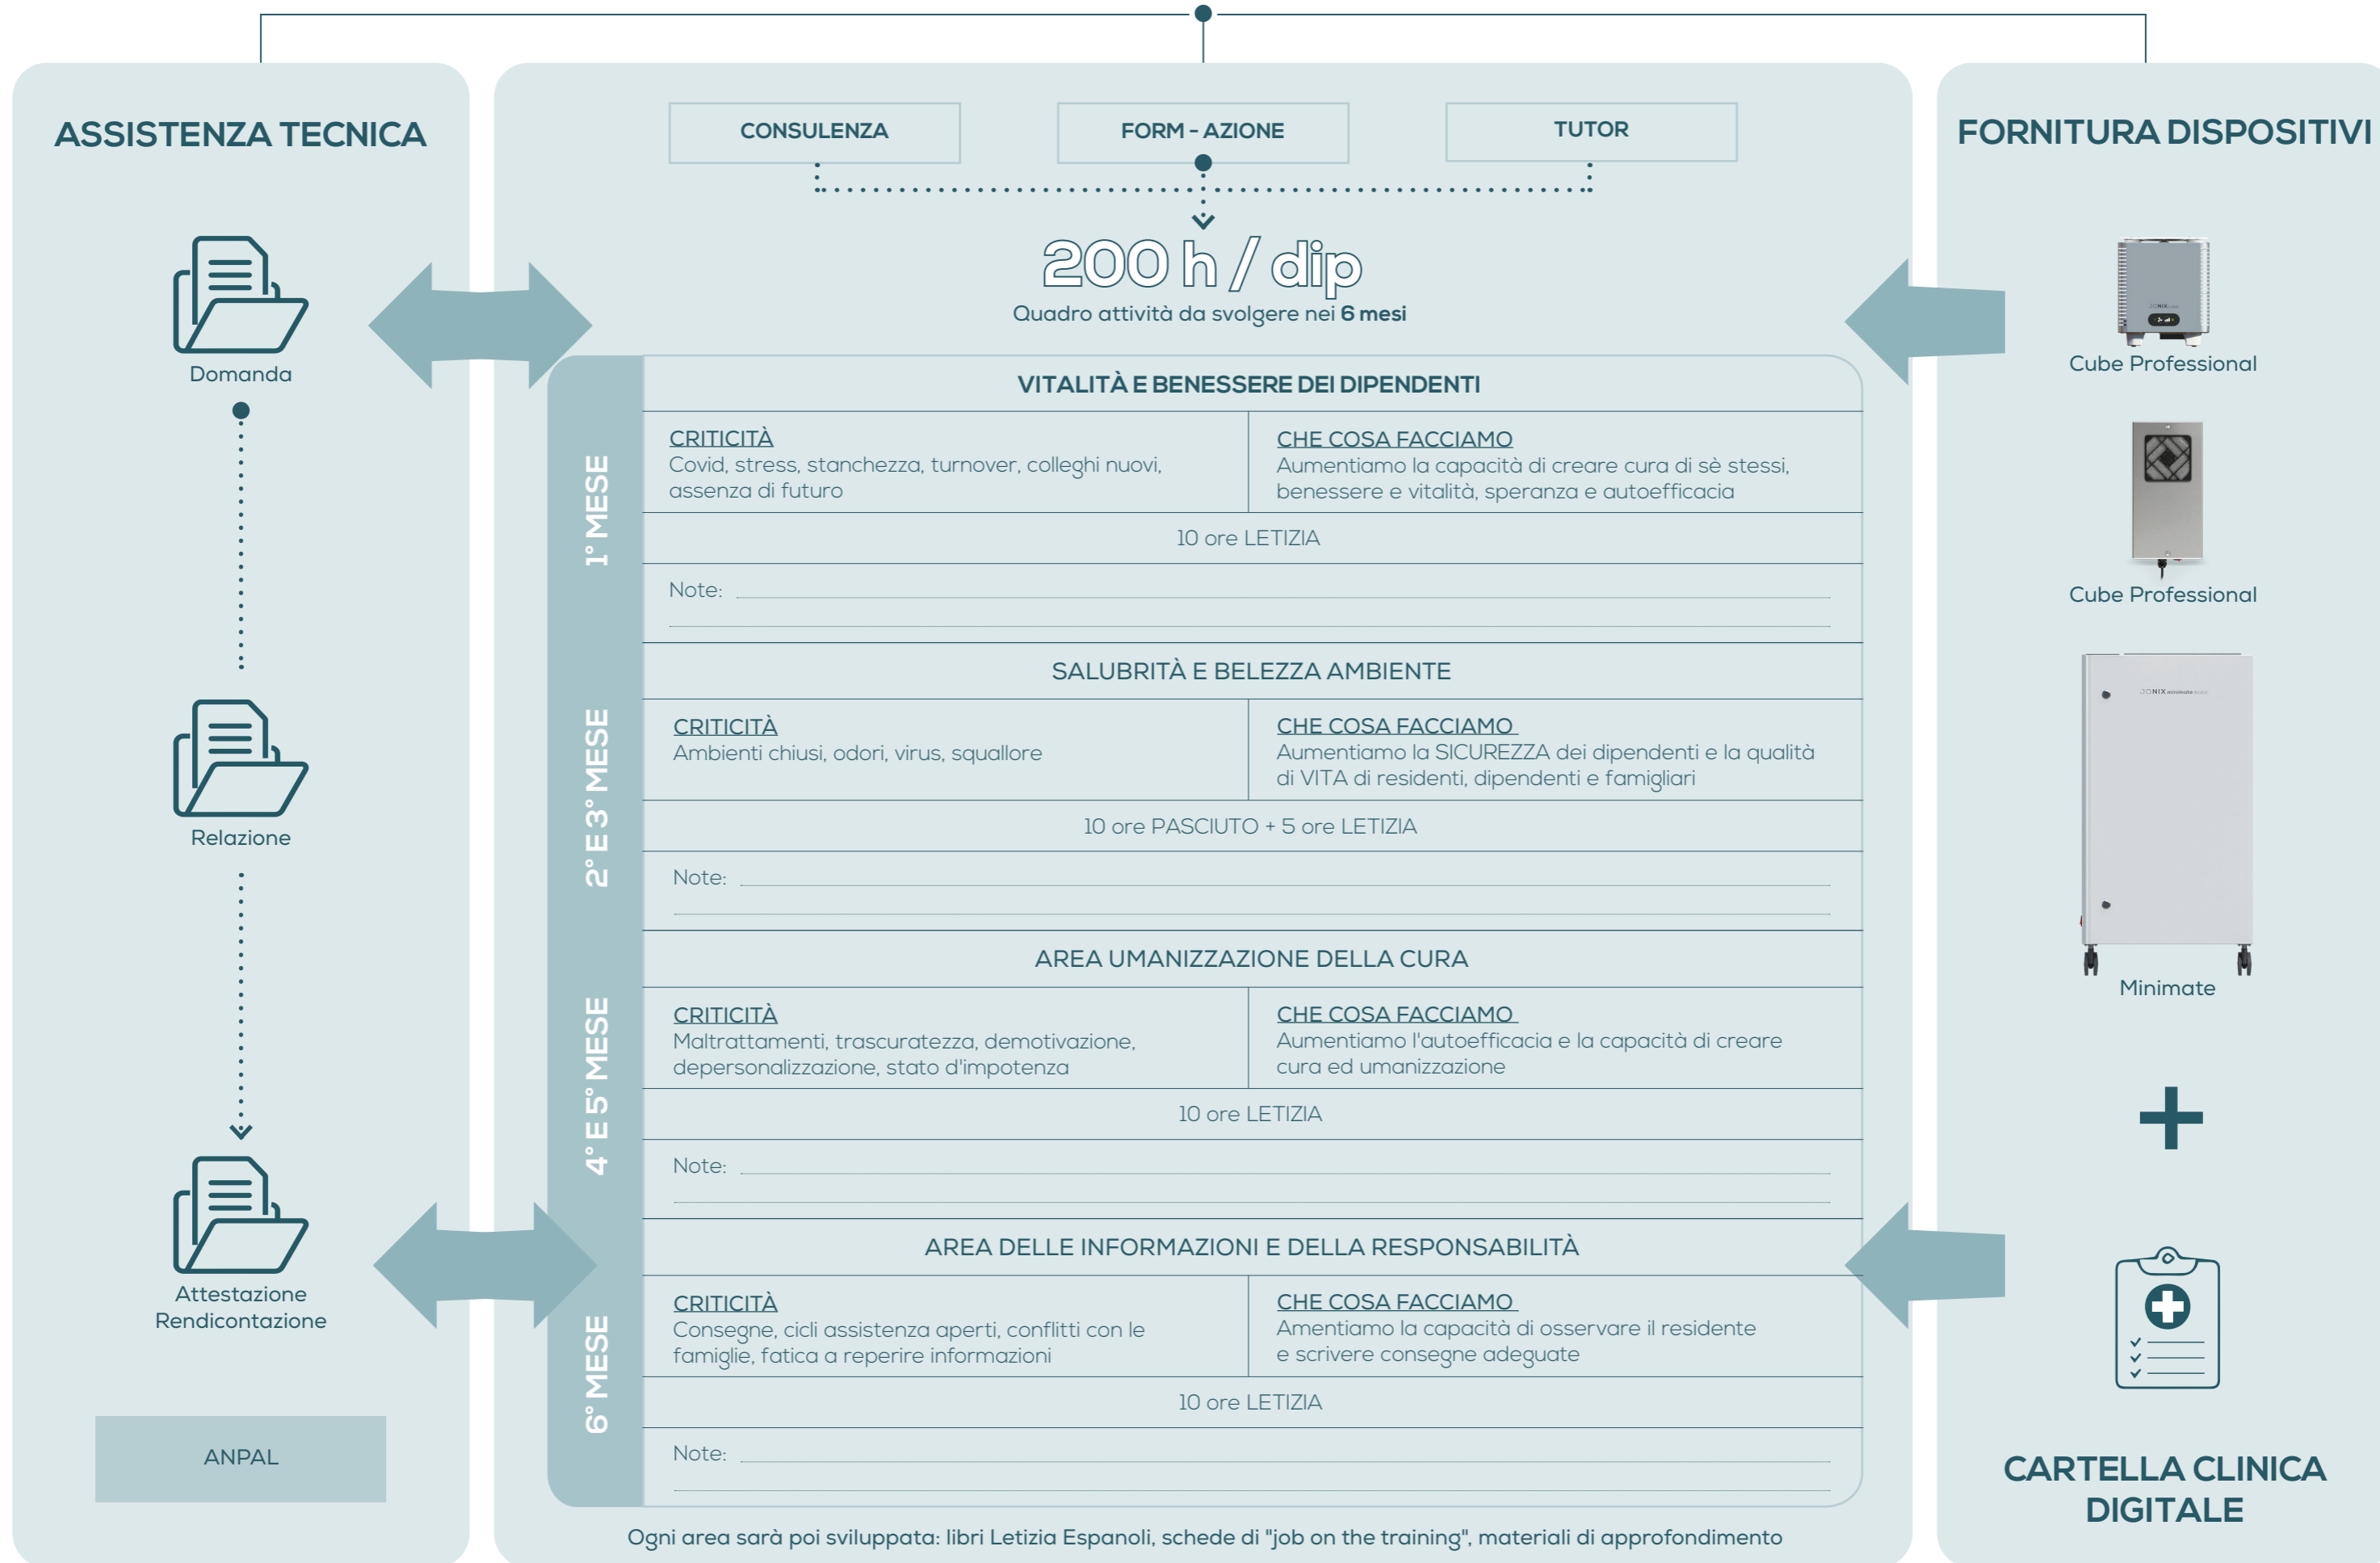 ASSISTENZA TECNICA
Domanda
Relazione
Attestazione
Rendicontazione
ANPAL
CONSULENZA
FORM - AZIONE
TUTOR
200 h / dip
Quadro attività da svolgere nei 6 mesi
1° MESE
VITALITÀ E BENESSERE DEI DIPENDENTI
CRITICITÀ
Covid, stress, stanchezza, turnover, colleghi nuovi,
assenza di futuro
CHE COSA FACCIAMO
Aumentiamo la capacità di creare cura di sè stessi,
benessere e vitalità, speranza e autoefficacia
10 ore LETIZIA
Note:
2° E 3° MESE
SALUBRITÀ E BELEZZA AMBIENTE
CRITICITÀ
Ambienti chiusi, odori, virus, squallore
CHE COSA FACCIAMO
Aumentiamo la SICUREZZA dei dipendenti e la qualità
di VITA di residenti, dipendenti e famigliari
10 ore PASCIUTO + 5 ore LETIZIA
Note:
4° E 5° MESE
AREA UMANIZZAZIONE DELLA CURA
CRITICITÀ
Maltrattamenti, trascuratezza, demotivazione,
depersonalizzazione, stato d'impotenza
CHE COSA FACCIAMO
Aumentiamo l'autoefficacia e la capacità di creare
cura ed umanizzazione
10 ore LETIZIA
Note:
6° MESE
AREA DELLE INFORMAZIONI E DELLA RESPONSABILITÀ
CRITICITÀ
Consegne, cicli assistenza aperti, conflitti con le
famiglie, fatica a reperire informazioni
CHE COSA FACCIAMO
Amentiamo la capacità di osservare il residente
e scrivere consegne adeguate
10 ore LETIZIA
Note:
Ogni area sarà poi sviluppata: libri Letizia Espanoli, schede di "job on the training", materiali di approfondimento
FORNITURA DISPOSITIVI
JONIX
Cube Professional
Cube Professional
JONIX minimate
Minimate
+
CARTELLA CLINICA
DIGITALE